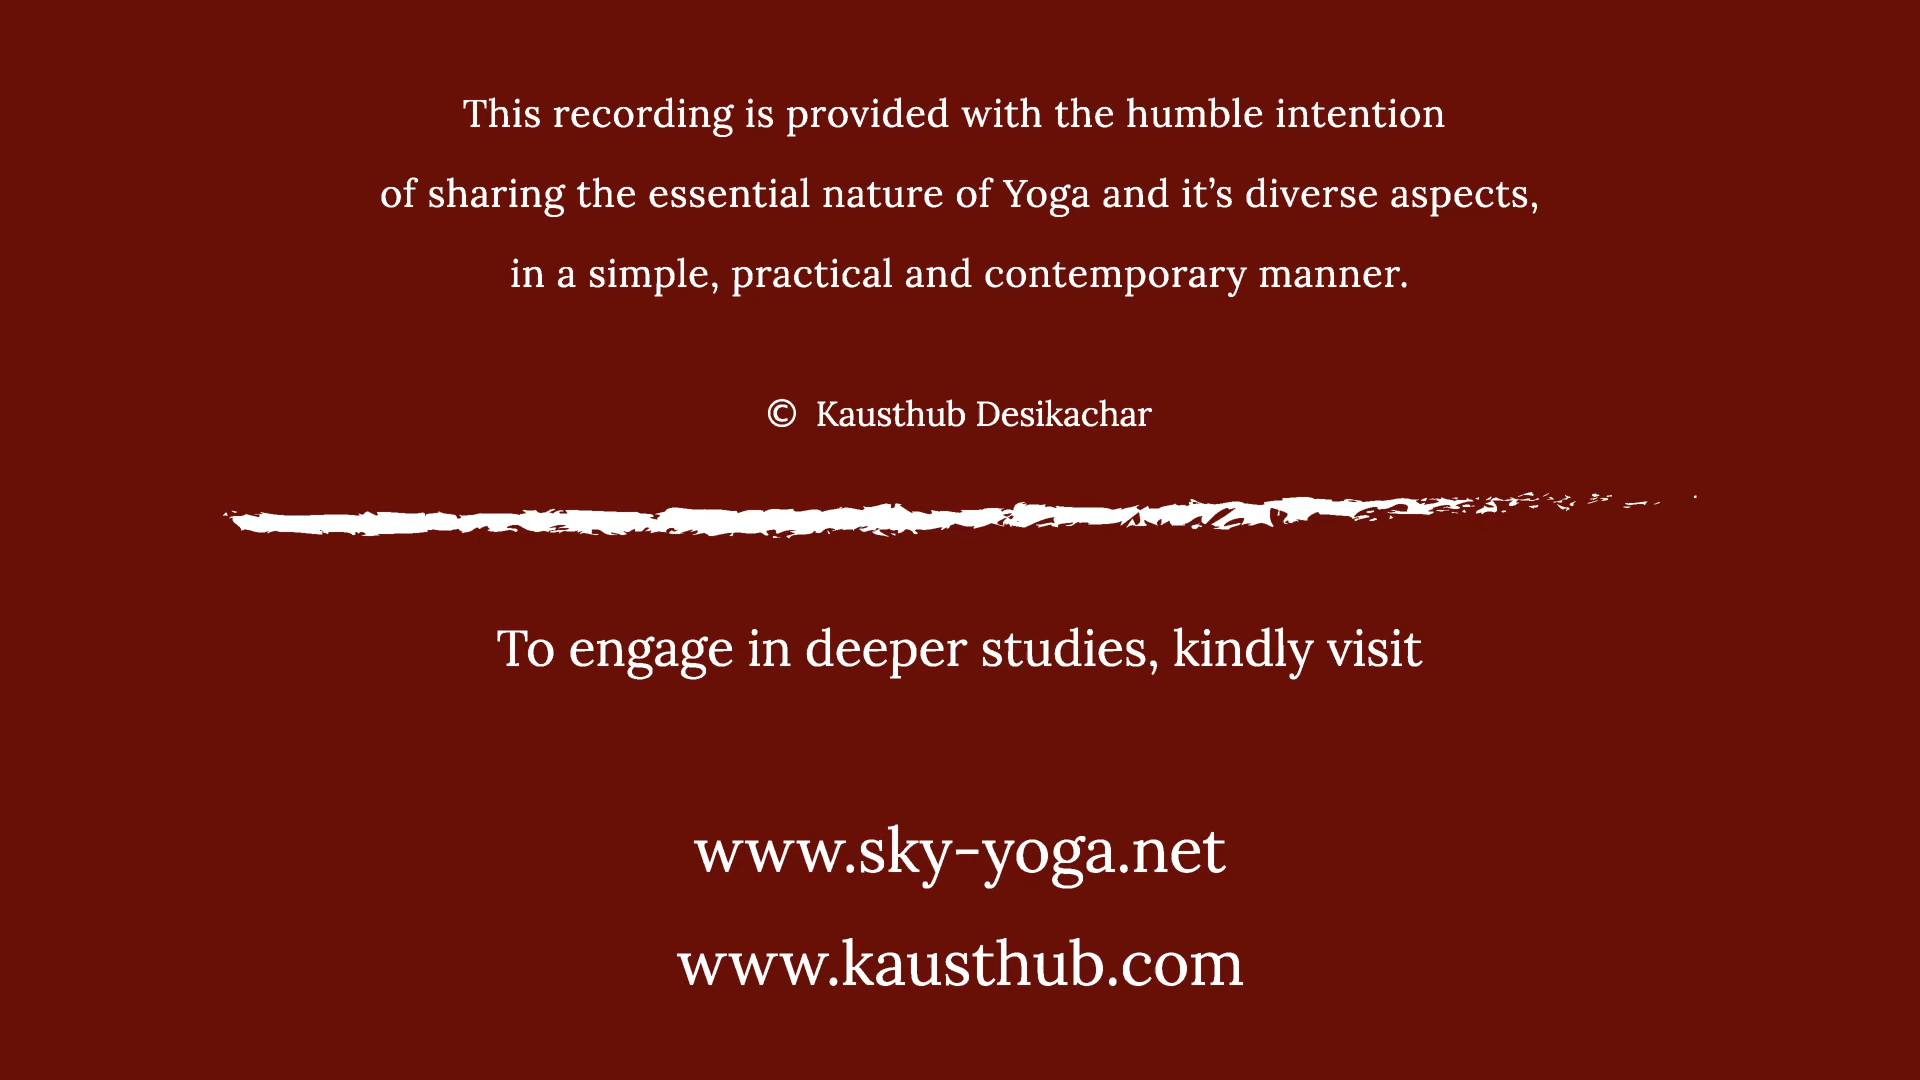 This recording is provided with the humble intention
of sharing the essential nature of Yoga and it’s diverse aspects,
in a simple, practical and contemporary manner.
© Kausthub Desikachar
To engage in deeper studies, kindly visit
www.sky-yoga.net
www.kausthub.com